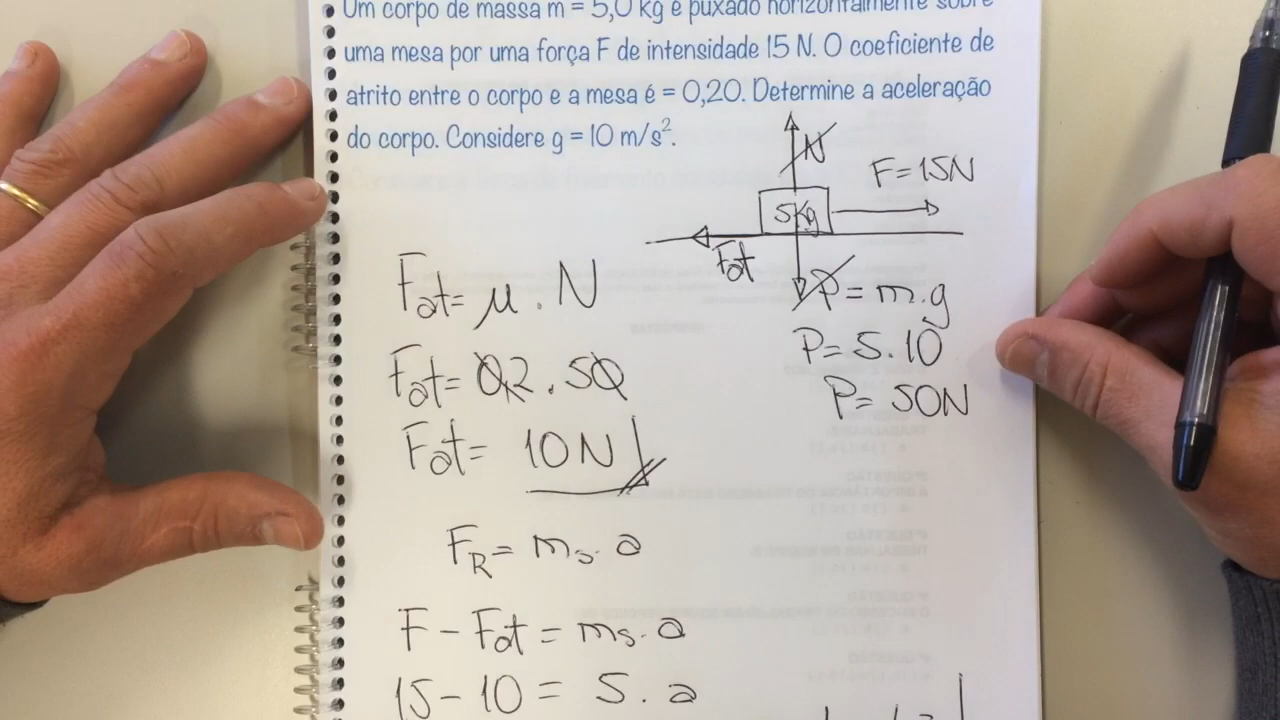 Um corpo de massa m = 5,0 kg é puxado horizontalmente sobre
uma mesa por uma força F de intensidade 15 N. O coeficiente de
atrito entre o corpo e a mesa é = 0,20. Determine a aceleração
do corpo. Considere g = 10 m/s².
N
F=15N
5Kg
Fat
P=m.g
P=5.10
P=50N
Fat=μ.N
Fat=0,2.50
Fat=10N
FR=ms.a
F-Fat=ms.a
15-10=5.a